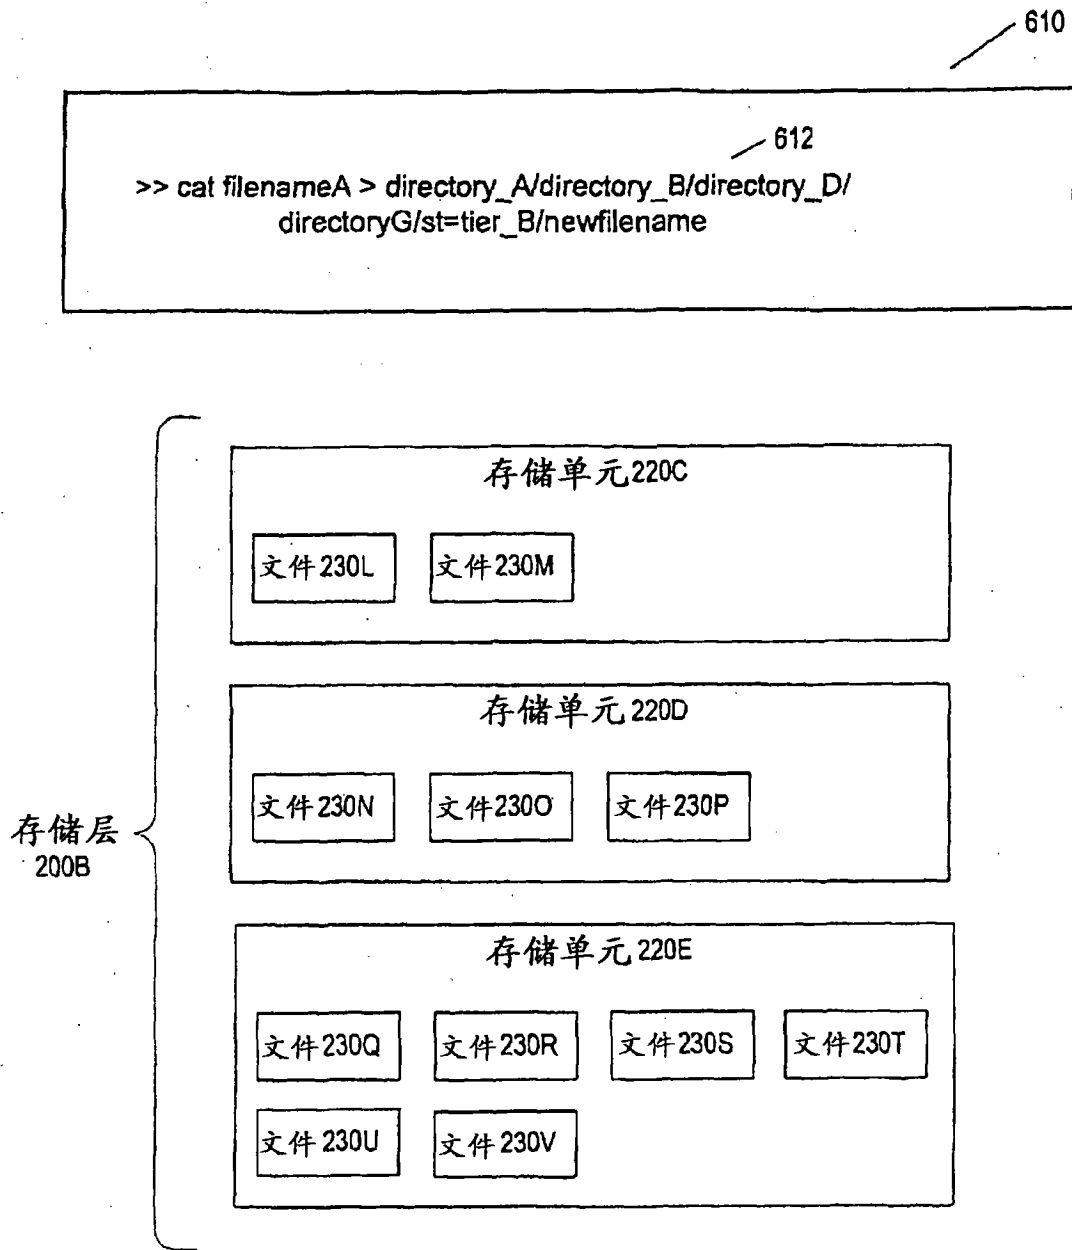 610
612
>> cat filenameA > directory_A/directory_B/directory_D/
directoryG/st=tier_B/newfilename
存储单元220C
文件230L 文件230M
存储单元220D
文件230N 文件230O 文件230P
存储层
200B
存储单元220E
文件230Q 文件230R 文件230S 文件230T
文件230U 文件230V